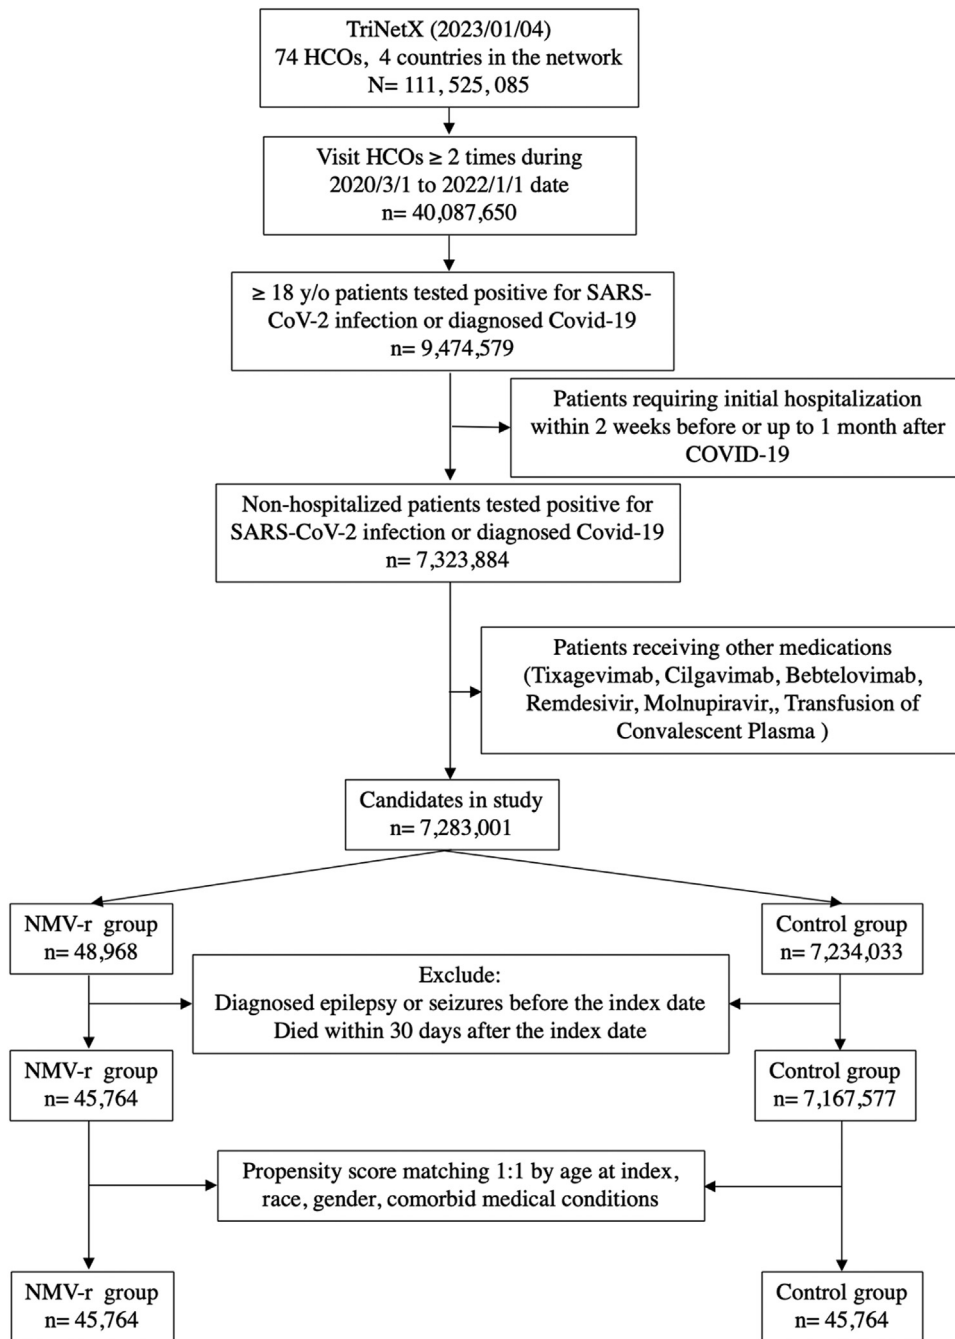 TriNetX (2023/01/04)
74 HCOs, 4 countries in the network
N= 111, 525, 085
Visit HCOs ≥ 2 times during
2020/3/1 to 2022/1/1 date
n= 40,087,650
≥ 18 y/o patients tested positive for SARS-
CoV-2 infection or diagnosed Covid-19
n= 9,474,579
Patients requiring initial hospitalization
within 2 weeks before or up to 1 month after
COVID-19
Non-hospitalized patients tested positive for
SARS-CoV-2 infection or diagnosed Covid-19
n= 7,323,884
Patients receiving other medications
(Tixagevimab, Cilgavimab, Bebtelovimab,
Remdesivir, Molnupiravir,, Transfusion of
Convalescent Plasma )
Candidates in study
n= 7,283,001
NMV-r group
n= 48,968
Control group
n= 7,234,033
Exclude:
Diagnosed epilepsy or seizures before the index date
Died within 30 days after the index date
NMV-r group
n= 45,764
Control group
n= 7,167,577
Propensity score matching 1:1 by age at index,
race, gender, comorbid medical conditions
NMV-r group
n= 45,764
Control group
n= 45,764